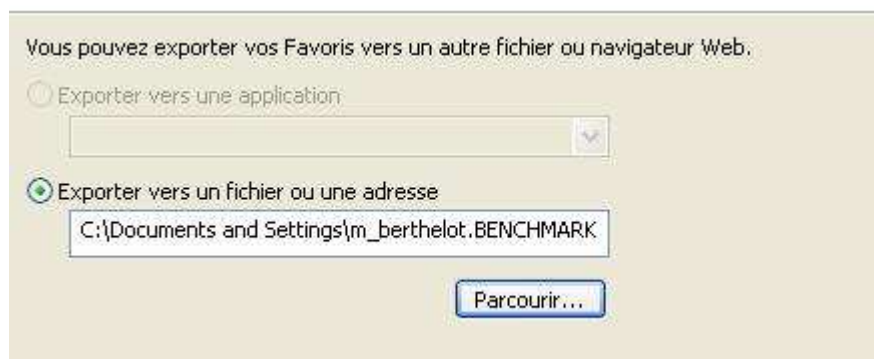 Vous pouvez exporter vos Favoris vers un autre fichier ou navigateur Web.
Exporter vers une application
Exporter vers un fichier ou une adresse
C:\Documents and Settings\m_berthelot.BENCHMARK
Parcourir...